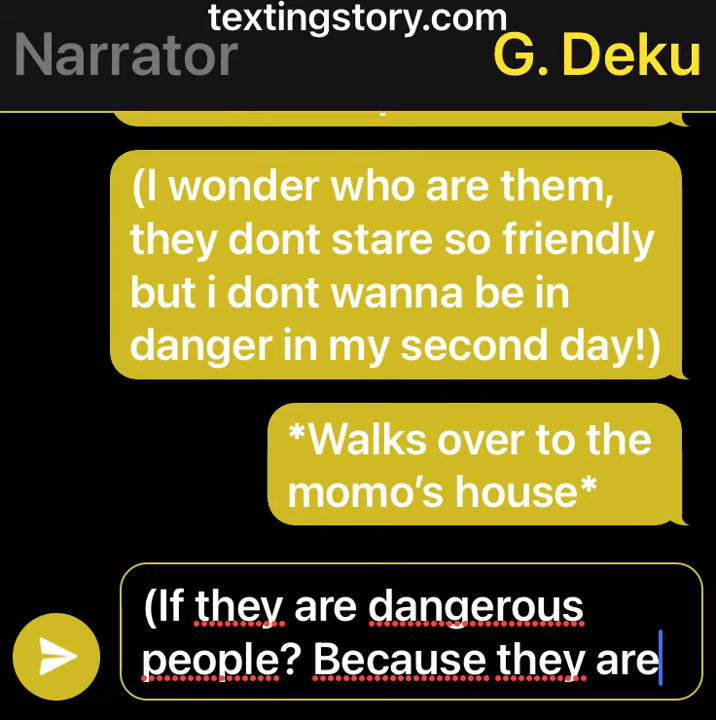 textingstory.com
Narrator
G. Deku
(I wonder who are them,
they dont stare so friendly
but i dont wanna be in
danger in my second day!)
*Walks over to the
momo’s house*
(If they are dangerous
people? Because they are